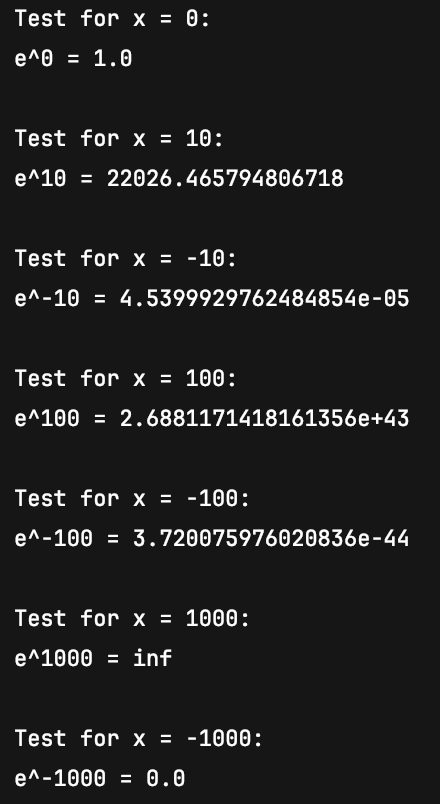 Test for x = 0:
e^0 = 1.0
Test for x = 10:
e^10 = 22026.465794806718
Test for x = -10:
e^-10 = 4.5399929762484854e-05
Test for x = 100:
e^100 = 2.6881171418161356e+43
Test for x = -100:
e^-100 = 3.720075976020836e-44
Test for x = 1000:
e^1000 = inf
Test for x = -1000:
e^-1000 = 0.0